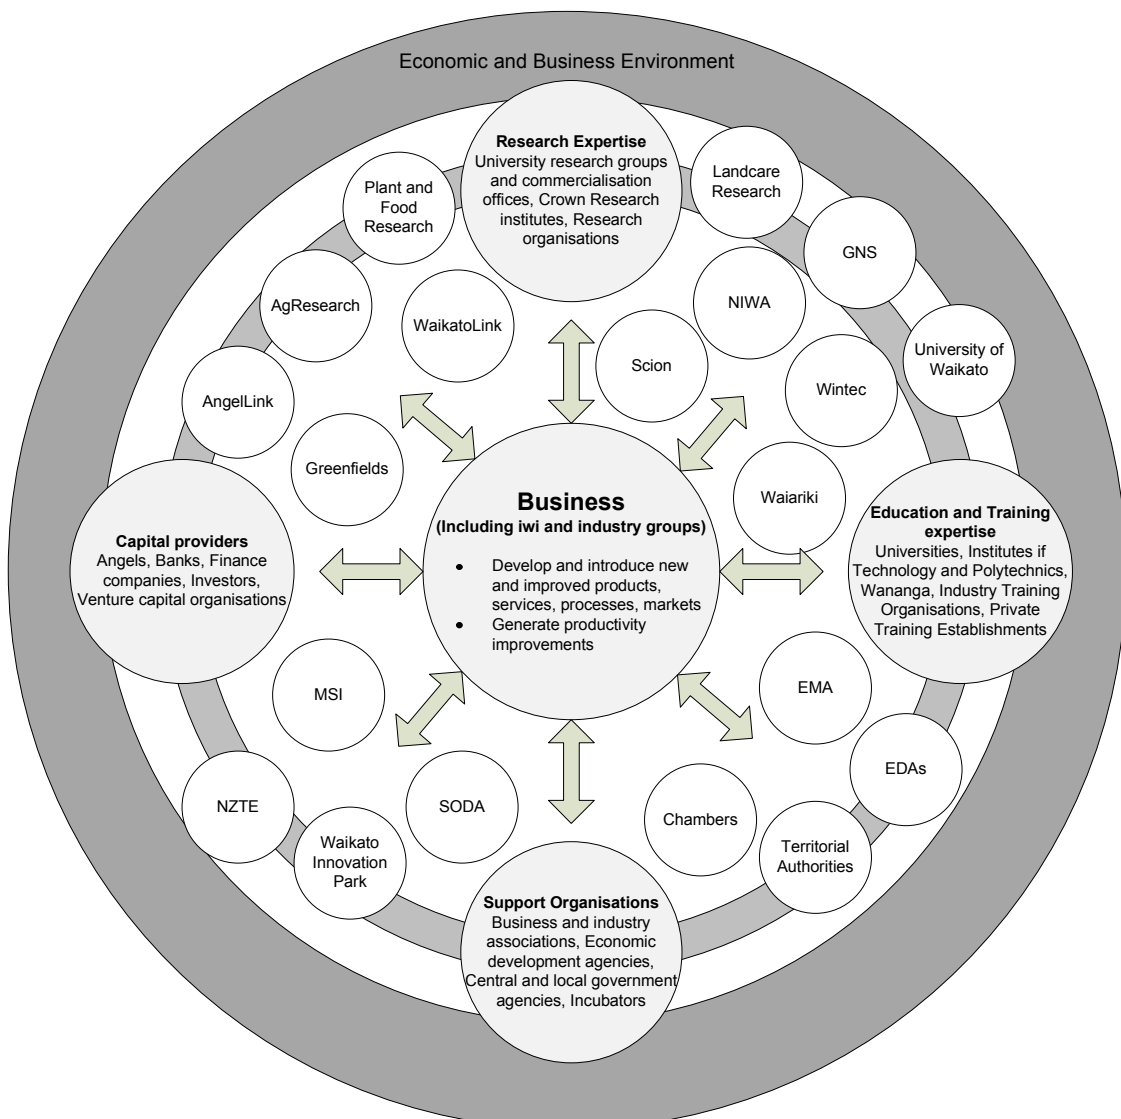 Economic and Business Environment
Research Expertise
University research groups
and commercialisation
offices, Crown Research
institutes, Research
organisations
Landcare
Research
Plant and
Food
Research
GNS
AgResearch
WaikatoLink
NIWA
Scion
University of
Waikato
Wintec
AngelLink
Greenfields
Waiariki
Business
(Including iwi and industry groups)
• Develop and introduce new
and improved products,
services, processes, markets
• Generate productivity
improvements
Capital providers
Angels, Banks, Finance
companies, Investors,
Venture capital organisations
Education and Training
expertise
Universities, Institutes if
Technology and Polytechnics,
Wananga, Industry Training
Organisations, Private
Training Establishments
MSI
EMA
EDAs
NZTE
SODA
Chambers
Waikato
Innovation
Park
Territorial
Authorities
Support Organisations
Business and industry
associations, Economic
development agencies,
Central and local government
agencies, Incubators